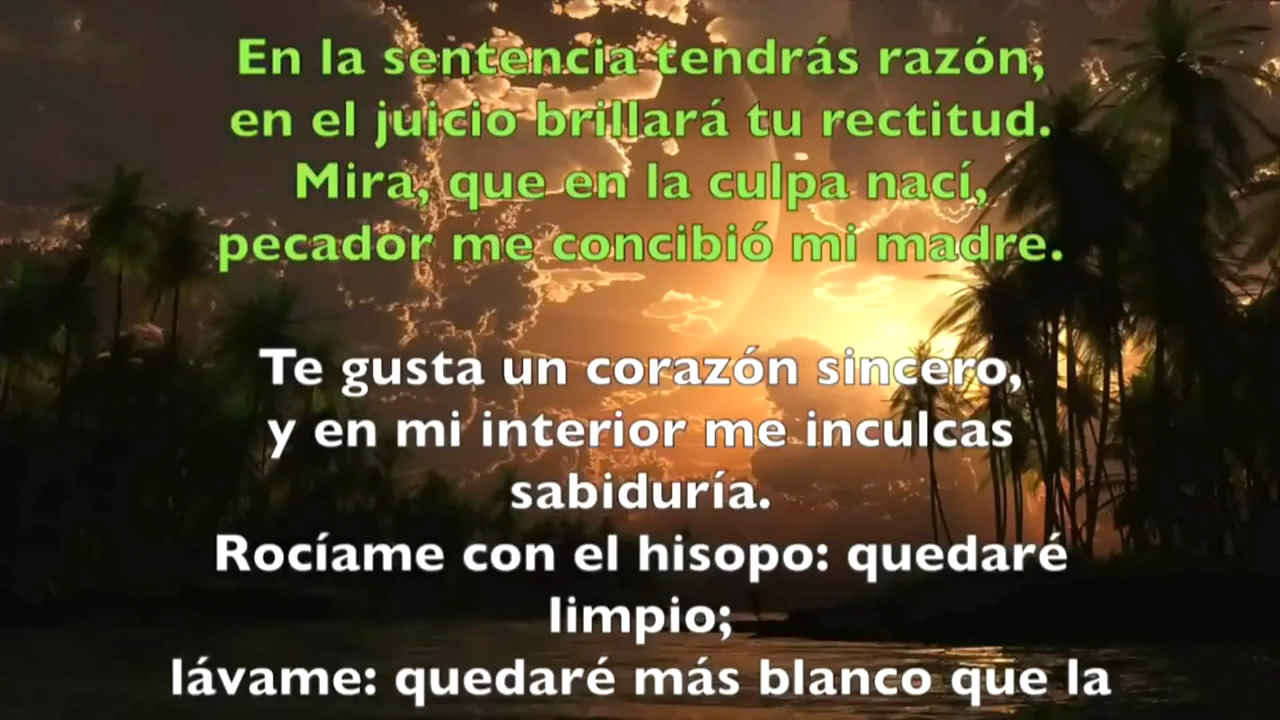 En la sentencia tendrás razón,
en el juicio brillará tu rectitud.
Mira, que en la culpa nací,
pecador me concibió mi madre.
Te gusta un corazón sincero,
y en mi interior me inculcas
sabiduría.
Rocíame con el hisopo: quedaré
limpio;
lávame: quedaré más blanco que la